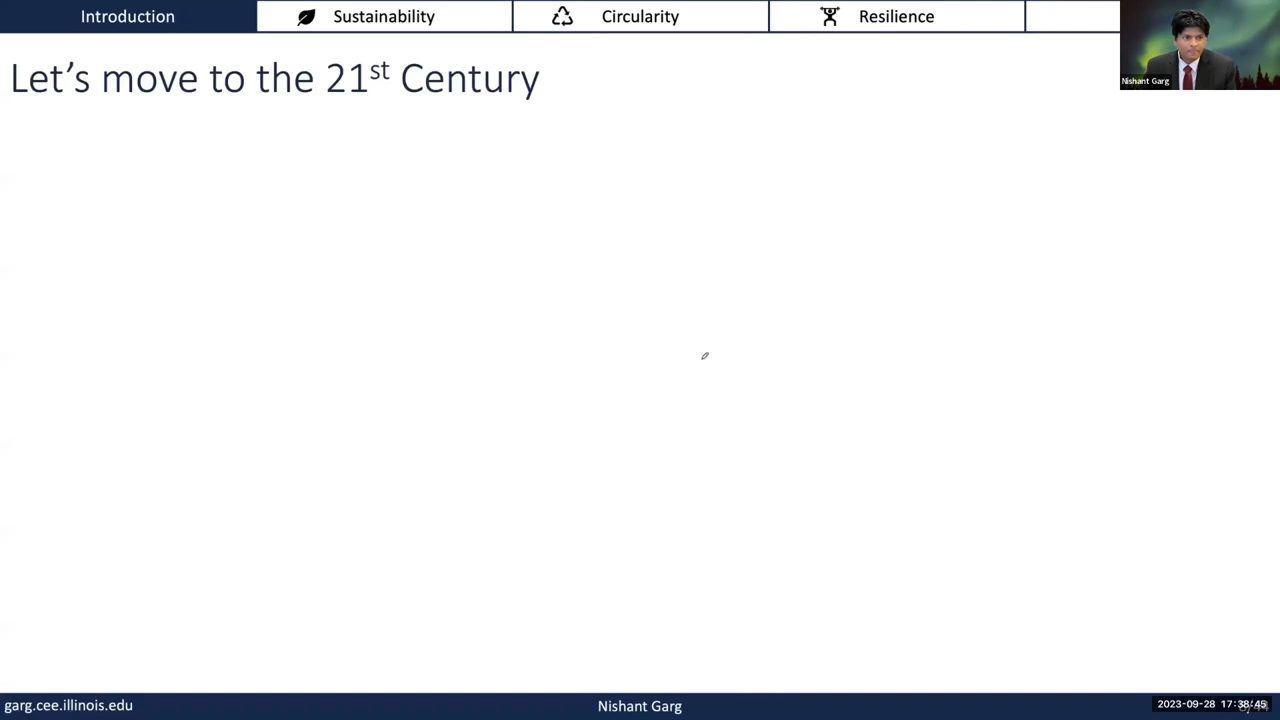 Introduction
Sustainability
Circularity
Resilience
Nishant Garg
Let's move to the 21st Century
garg.cee.illinois.edu
Nishant Garg
2023-09-28 17:38:45